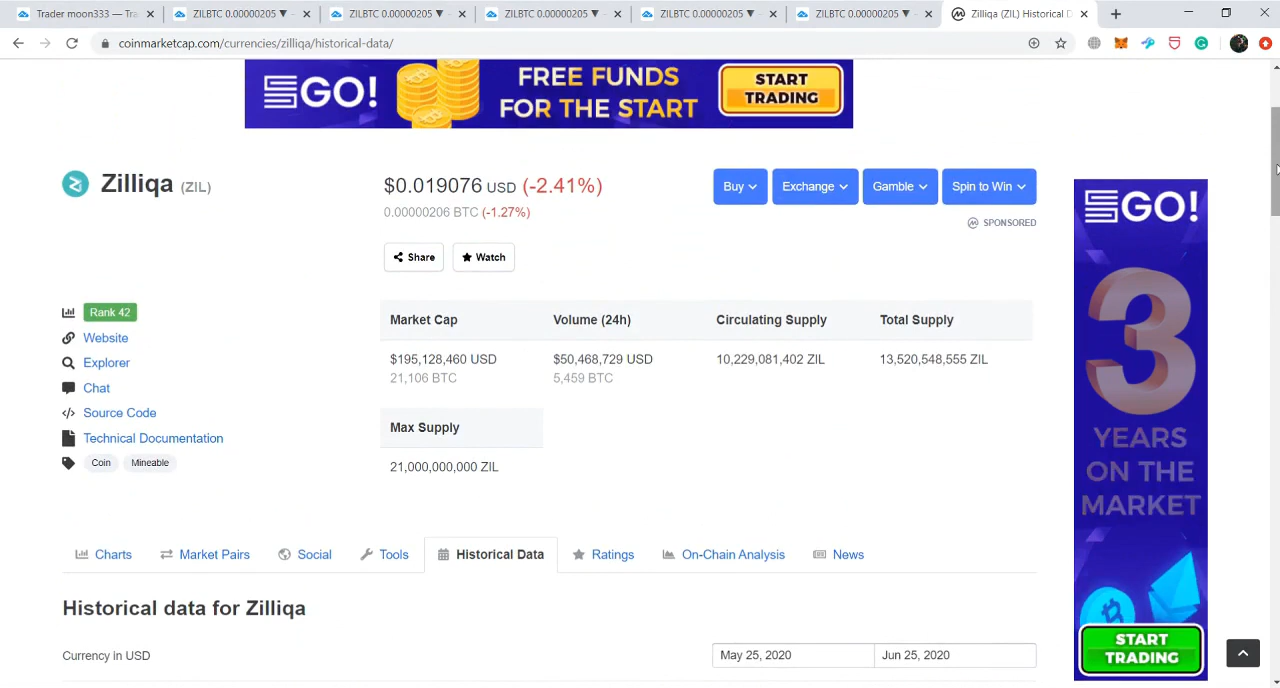 Trader moon333 — Tra
ZILBTC 0.00000205 ▼
ZILBTC 0.00000205 ▼
ZILBTC 0.00000205 ▼
ZILBTC 0.00000205 ▼
ZILBTC 0.00000205 ▼
Zilliqa (ZIL) Historical D
coinmarketcap.com/currencies/zilliqa/historical-data/
GO!
FREE FUNDS
FOR THE START
START
TRADING
Zilliqa (ZIL)
$0.019076 USD (-2.41%)
0.00000206 BTC (-1.27%)
Buy
Exchange
Gamble
Spin to Win
SPONSORED
Share
Watch
Rank 42
Website
Explorer
Chat
Source Code
Technical Documentation
Coin
Mineable
Market Cap
Volume (24h)
Circulating Supply
Total Supply
$195,128,460 USD
$50,468,729 USD
10,229,081,402 ZIL
13,520,548,555 ZIL
21,106 BTC
5,459 BTC
Max Supply
21,000,000,000 ZIL
GO!
3
YEARS
ON THE
MARKET
START
TRADING
Charts
Market Pairs
Social
Tools
Historical Data
Ratings
On-Chain Analysis
News
Historical data for Zilliqa
Currency in USD
May 25, 2020
Jun 25, 2020